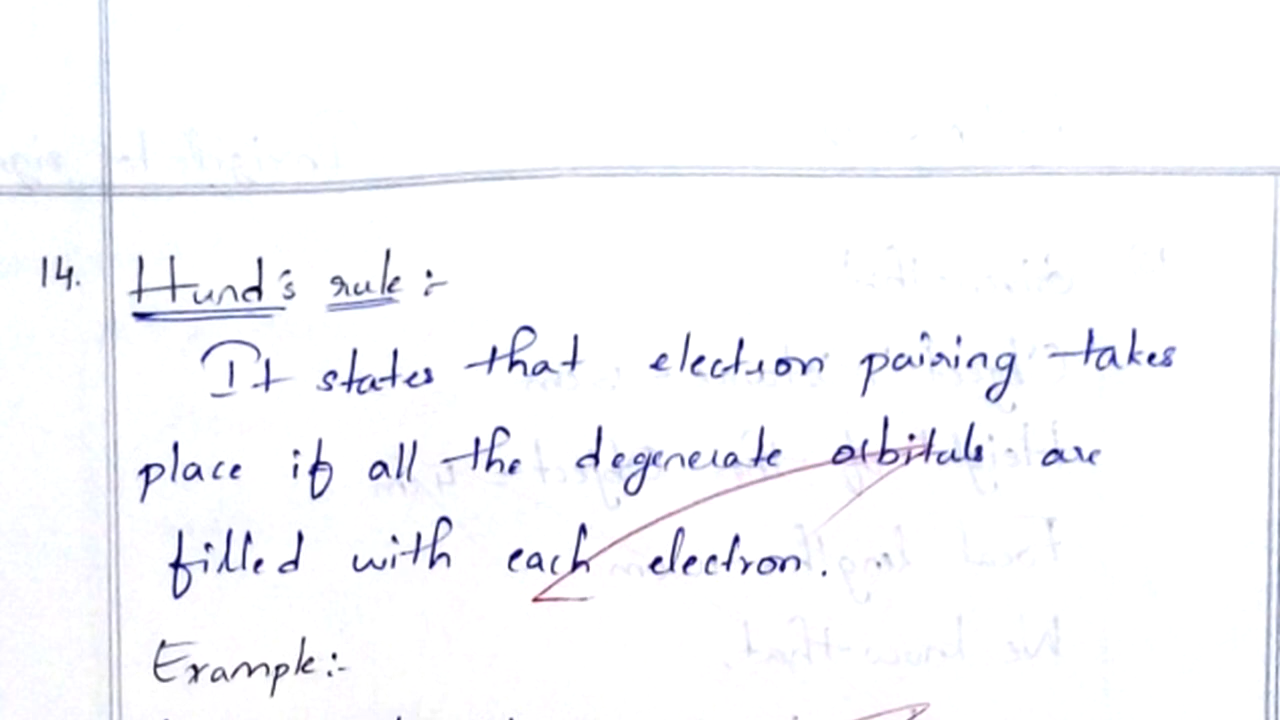 14. Hund's rule :-
It states that electron pairing takes
place if all the degenerate orbitals are
filled with each electron.
Example:-